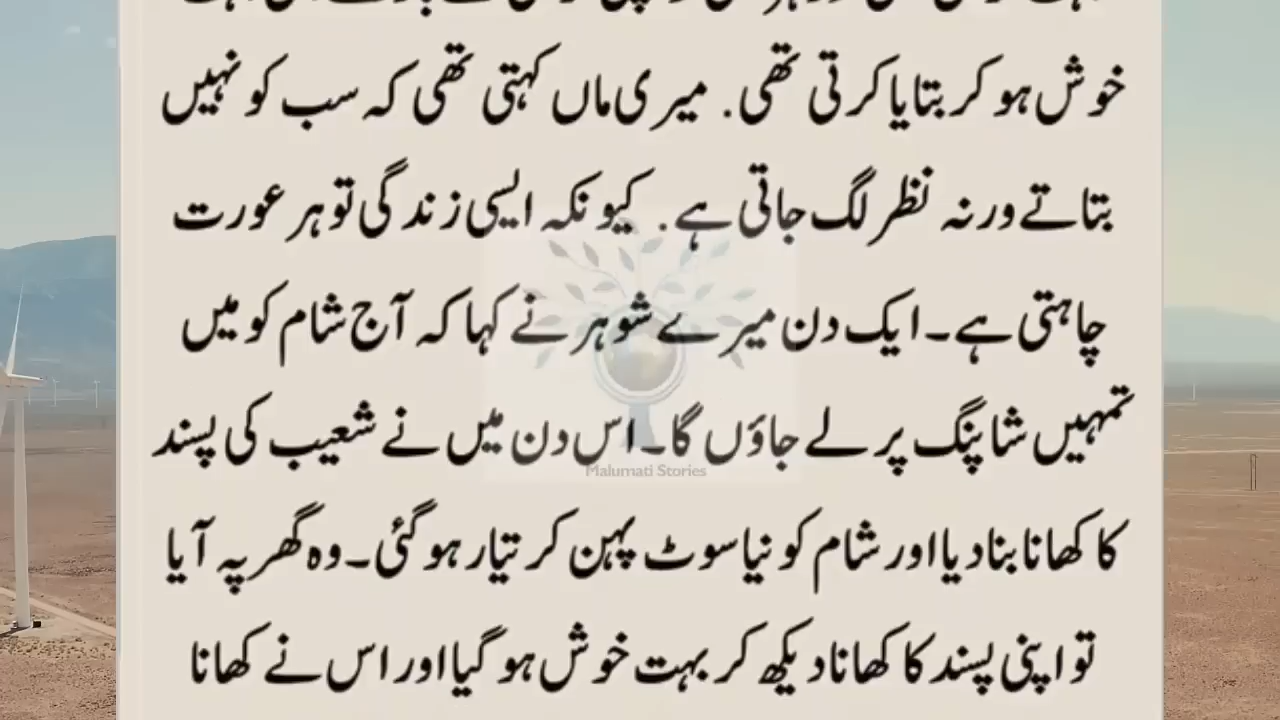 خوش ہو کر بتایا کرتی تھی. میری ماں کہتی تھی کہ سب کو نہیں
بتاتے ورنہ نظر لگ جاتی ہے. کیونکہ ایسی زندگی تو ہر عورت
چاہتی ہے۔ ایک دن میرے شوہر نے کہا کہ آج شام کو میں
تمہیں شاپنگ پر لے جاؤں گا۔ اس دن میں نے شعیب کی پسند
Malumati Stories
کا کھانا بنا دیا اور شام کو نیا سوٹ پہن کر تیار ہو گئی۔ وہ گھر پہ آیا
تو اپنی پسند کا کھانا دیکھ کر بہت خوش ہو گیا اور اس نے کھانا